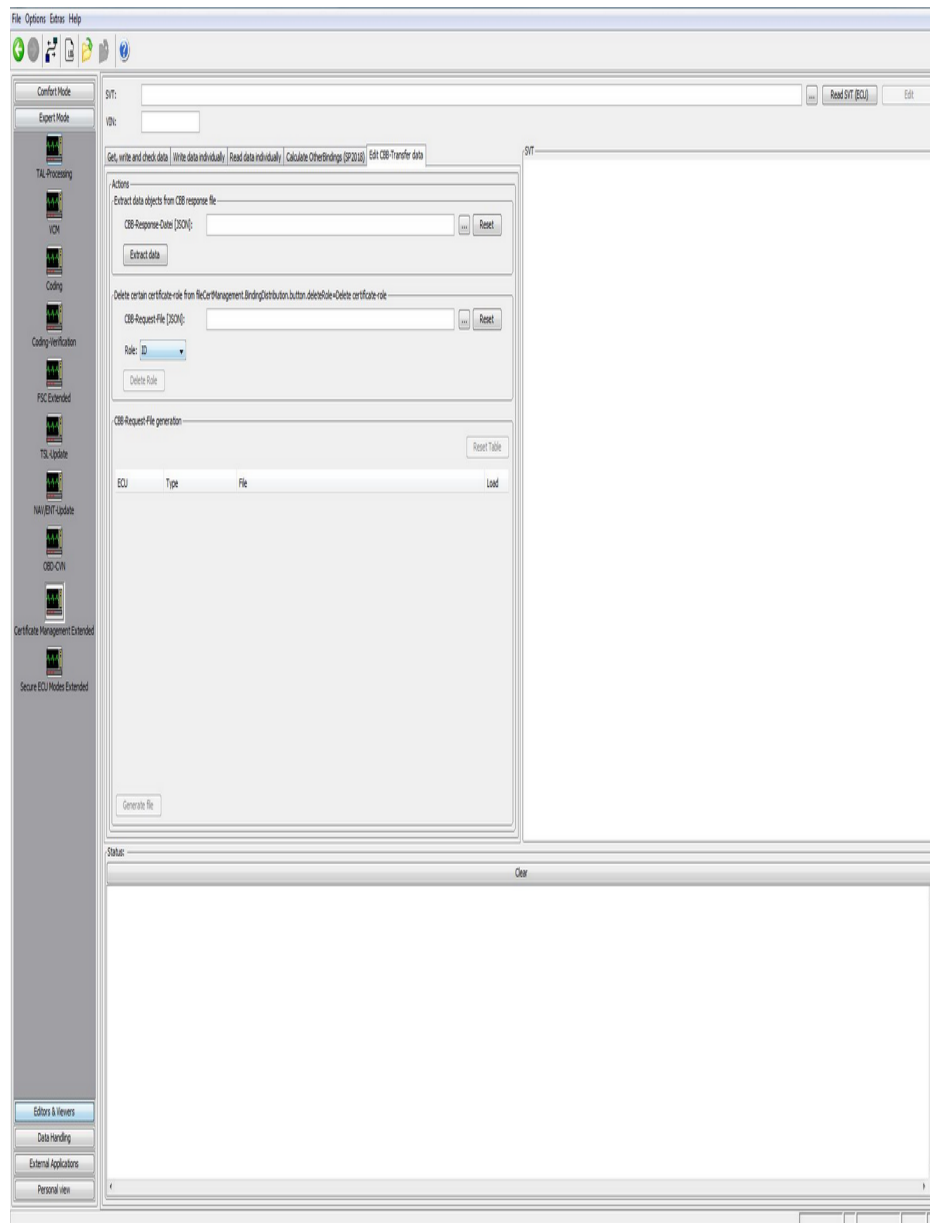 File Options Extras Help
Comfort Mode
Expert Mode
TAL-Processing
VCM
Coding
Coding-Verification
FSC Extended
TSL-Update
NAV/ENT-Update
OBD-CVN
Certificate Management Extended
Secure ECU Modes Extended
Editors & Viewers
Data Handling
External Applications
Personal view
SVT: ... Read SVT (ECU) Edit
VIN:
Get, write and check data Write data individually Read data individually Calculate OtherBindings (SP2018) Edit CBB-Transfer data
Actions
Extract data objects from CBB response file
CBB-Response-Datei [JSON]: ... Reset
Extract data
Delete certain certificate-role from fileCertManagement.BindingDistribution.button.deleteRole=Delete certificate-role
CBB-Request-File [JSON]: ... Reset
Role: ID
Delete Role
CBB-Request-File generation
Reset Table
ECU Type File Load
Generate file
SVT
Status:
Clear